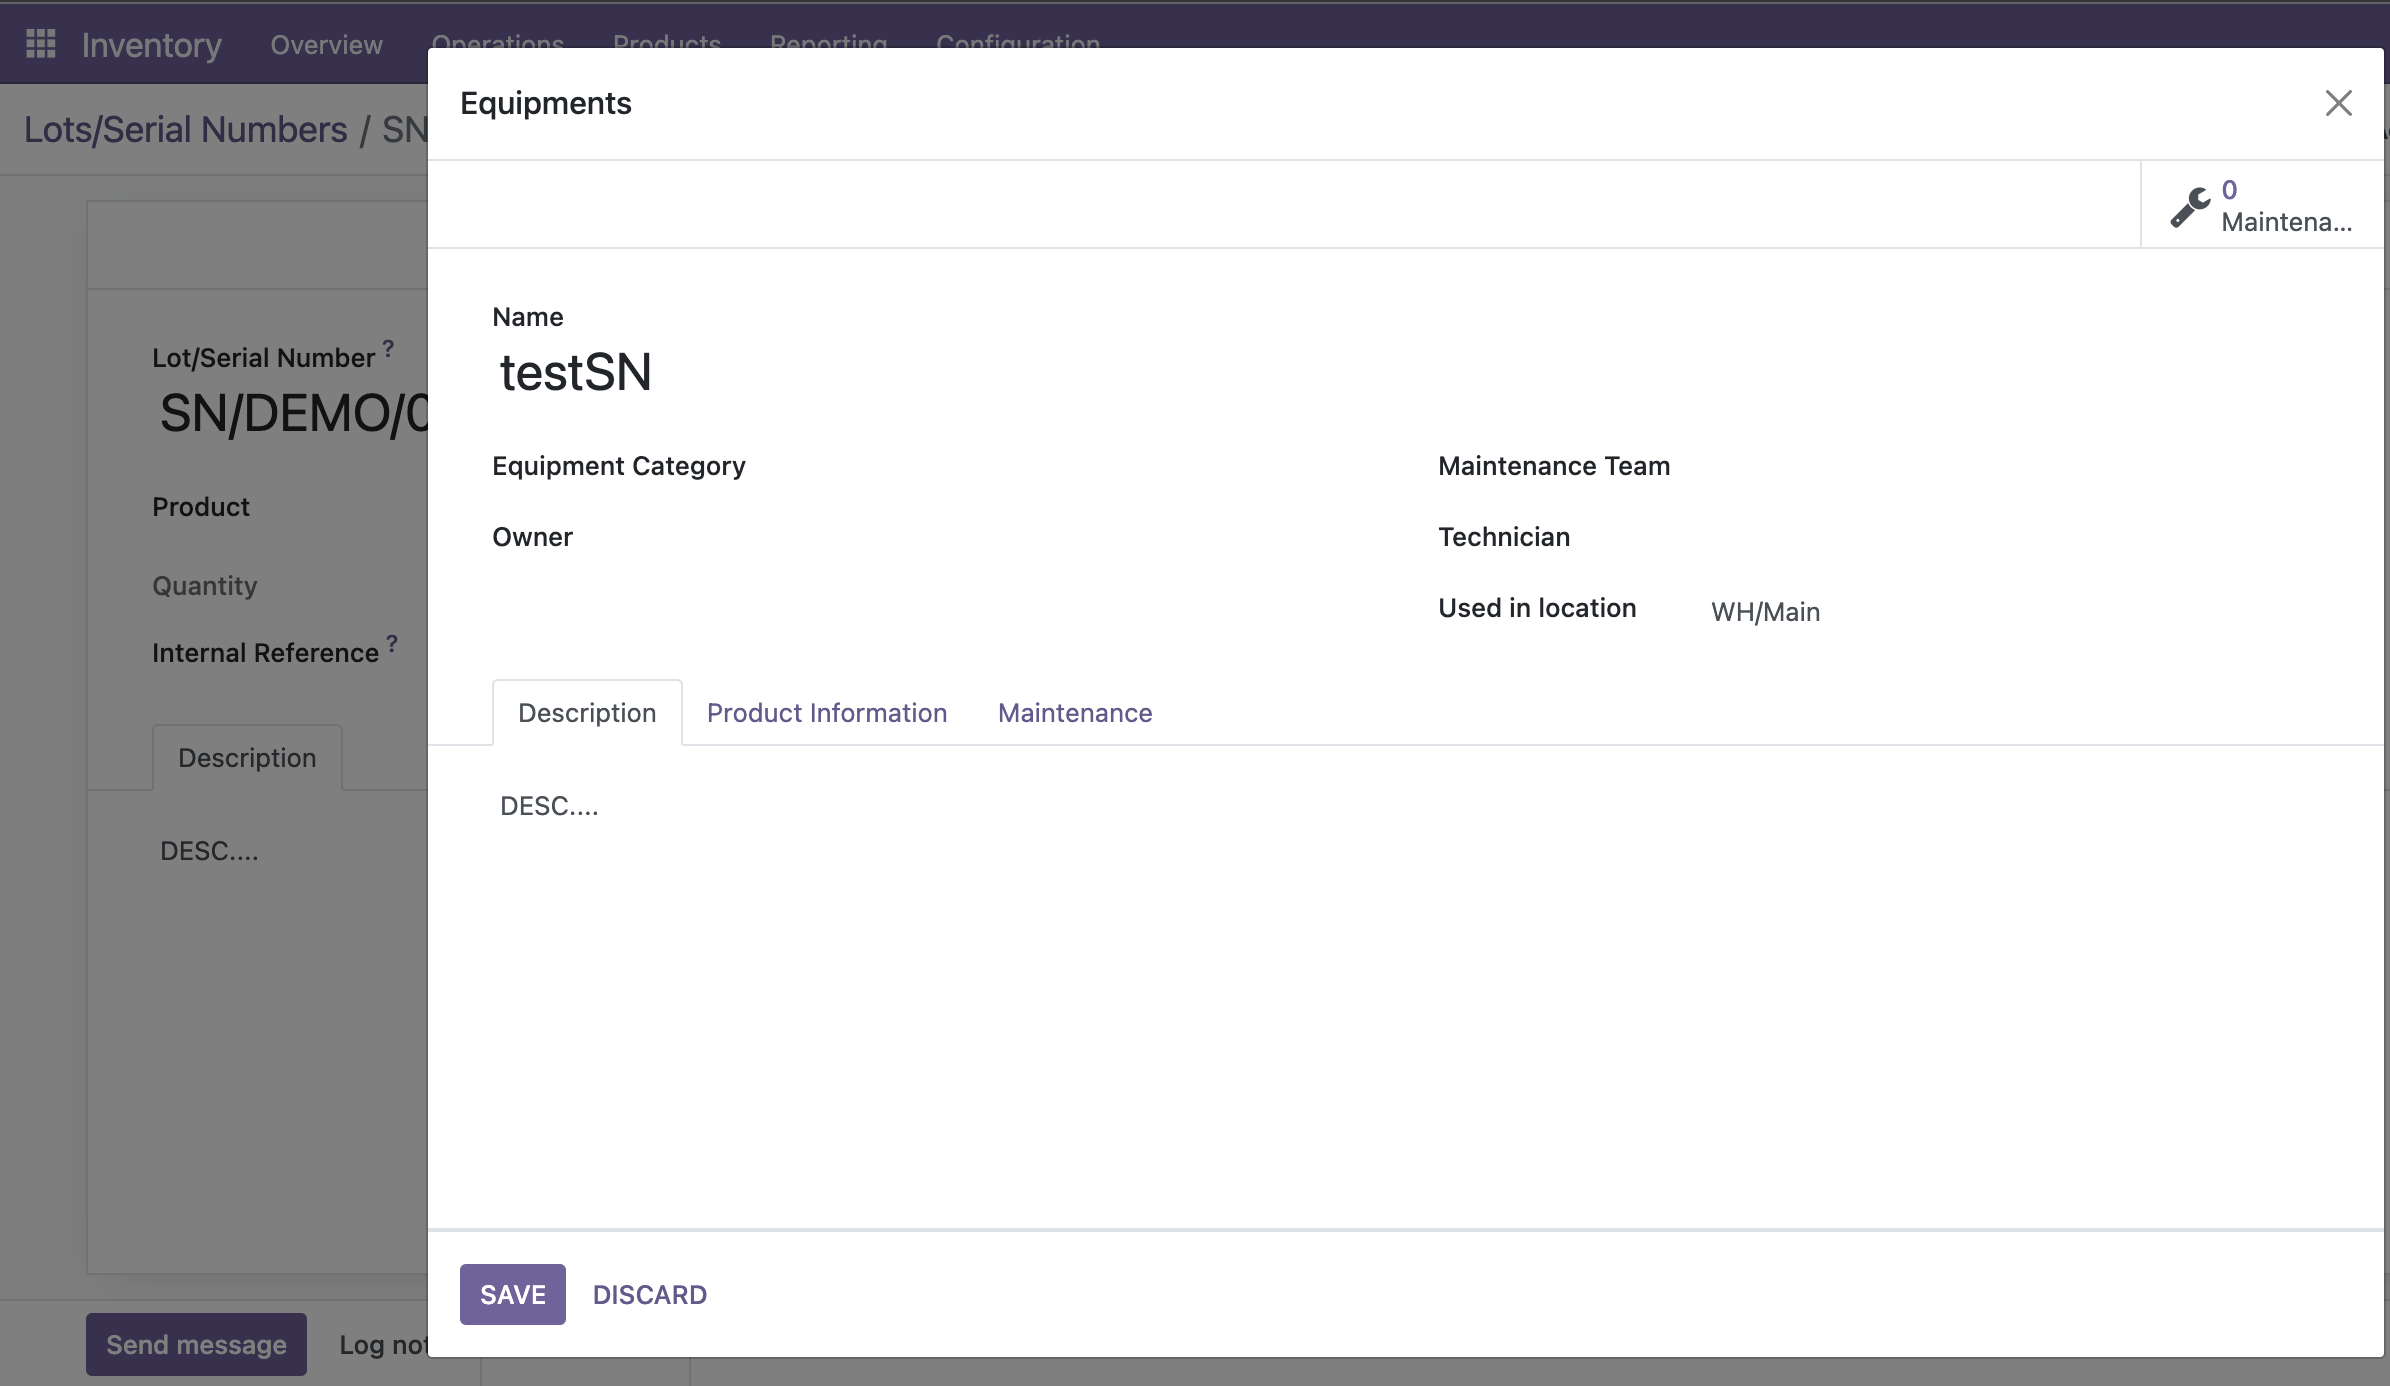 Inventory Overview Operations Products Reporting Configuration
Lots/Serial Numbers / SN
Equipments
0
Maintena...
Name
testSN
Lot/Serial Number ?
SN/DEMO/0
Equipment Category
Maintenance Team
Product
Owner
Technician
Quantity
Used in location WH/Main
Internal Reference ?
Description Product Information Maintenance
Description
DESC....
DESC....
SAVE DISCARD
Send message Log not